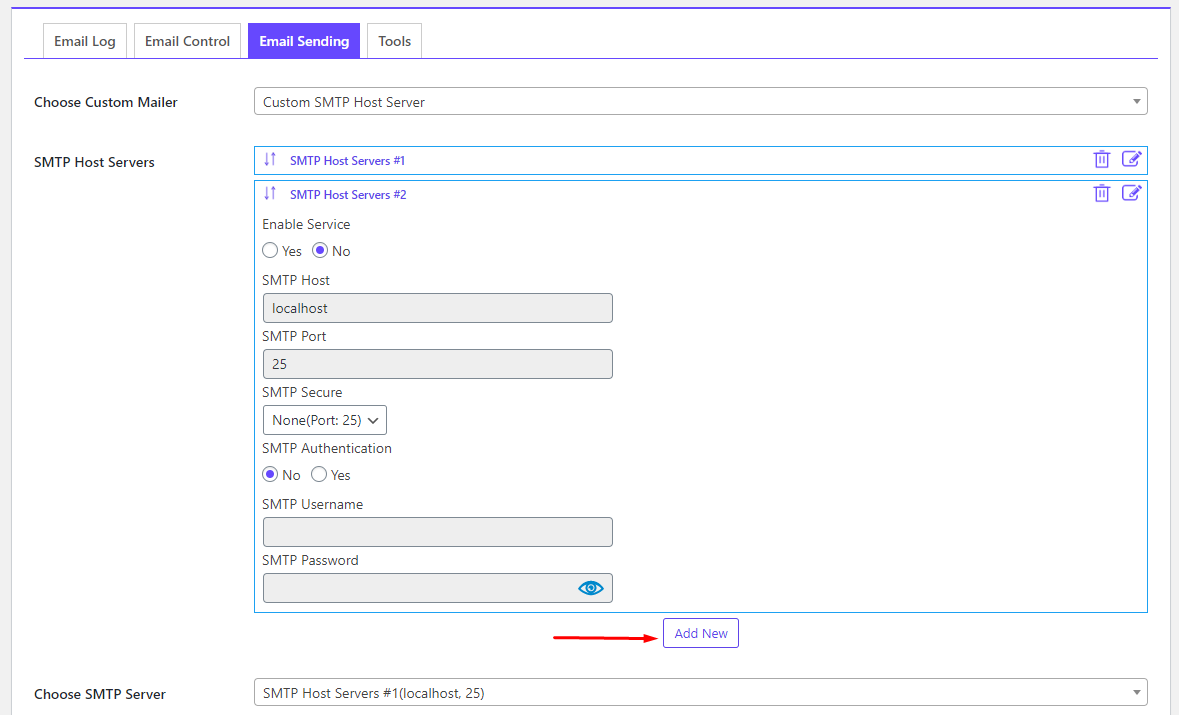 Email Log Email Control Email Sending Tools
Choose Custom Mailer Custom SMTP Host Server
SMTP Host Servers SMTP Host Servers #1
SMTP Host Servers #2
Enable Service
Yes No
SMTP Host
localhost
SMTP Port
25
SMTP Secure
None(Port: 25)
SMTP Authentication
No Yes
SMTP Username
SMTP Password
Add New
Choose SMTP Server SMTP Host Servers #1(localhost, 25)